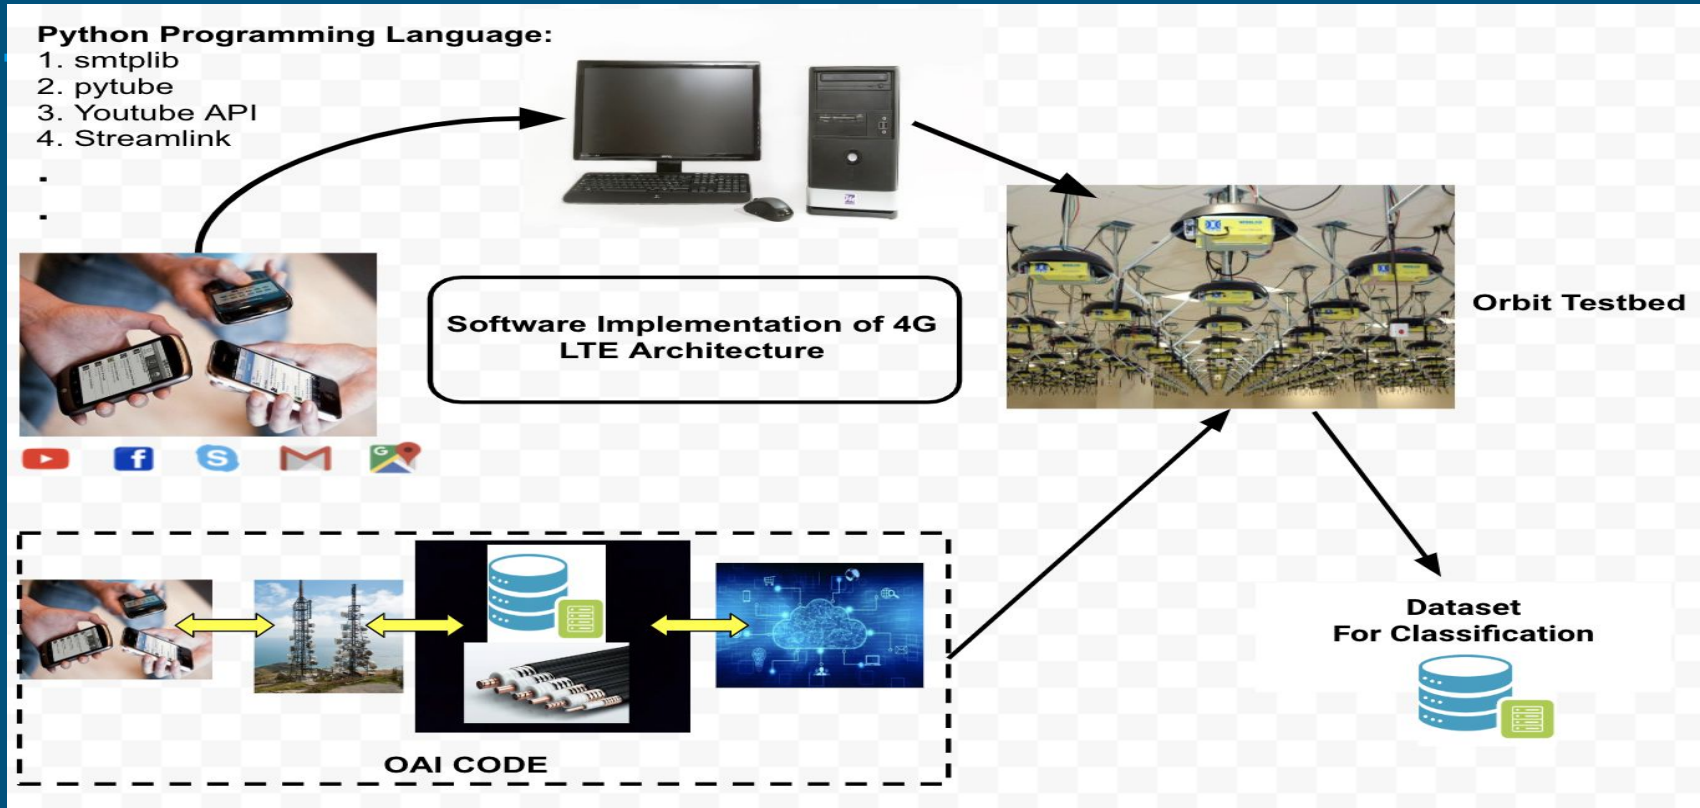 Python Programming Language:
1. smtplib
2. pytube
3. Youtube API
4. Streamlink
.
.
Software Implementation of 4G
LTE Architecture
Orbit Testbed
OAI CODE
Dataset
For Classification